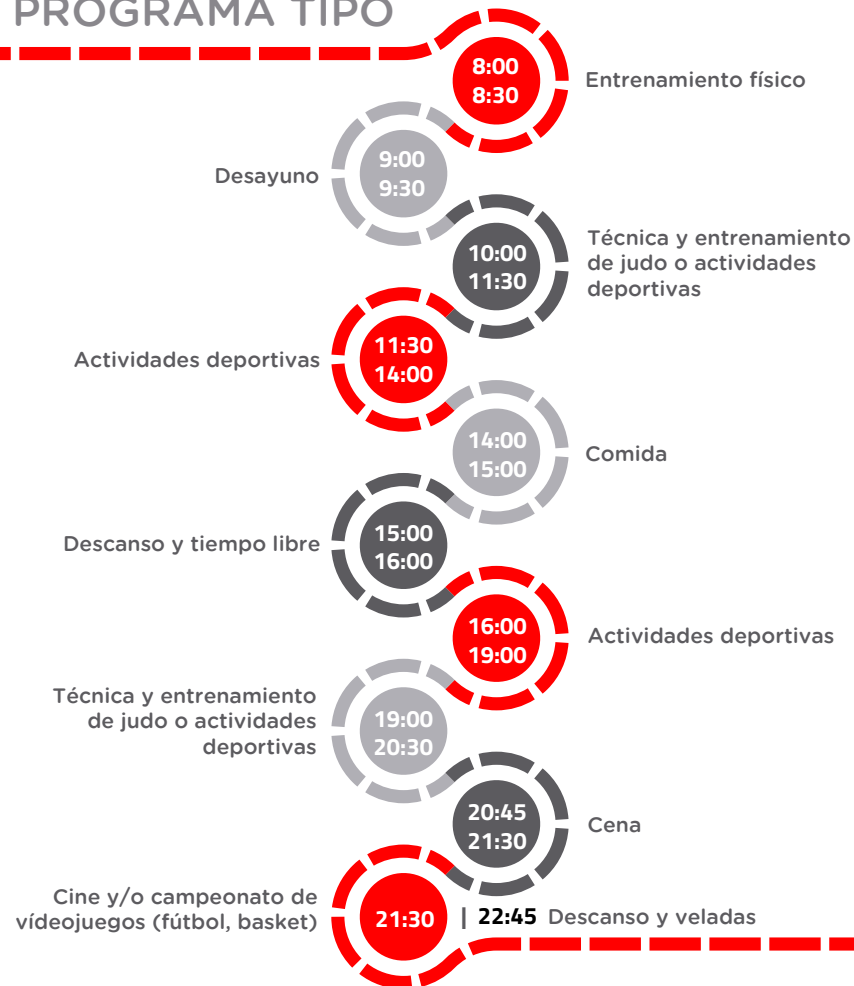 PROGRAMA TIPO
8:00
8:30
Entrenamiento físico
Desayuno
9:00
9:30
10:00
11:30
Técnica y entrenamiento
de judo o actividades
deportivas
Actividades deportivas
11:30
14:00
14:00
15:00
Comida
Descanso y tiempo libre
15:00
16:00
16:00
19:00
Actividades deportivas
Técnica y entrenamiento
de judo o actividades
deportivas
19:00
20:30
20:45
21:30
Cena
Cine y/o campeonato de
vídeojuegos (fútbol, basket)
21:30
| 22:45 Descanso y veladas